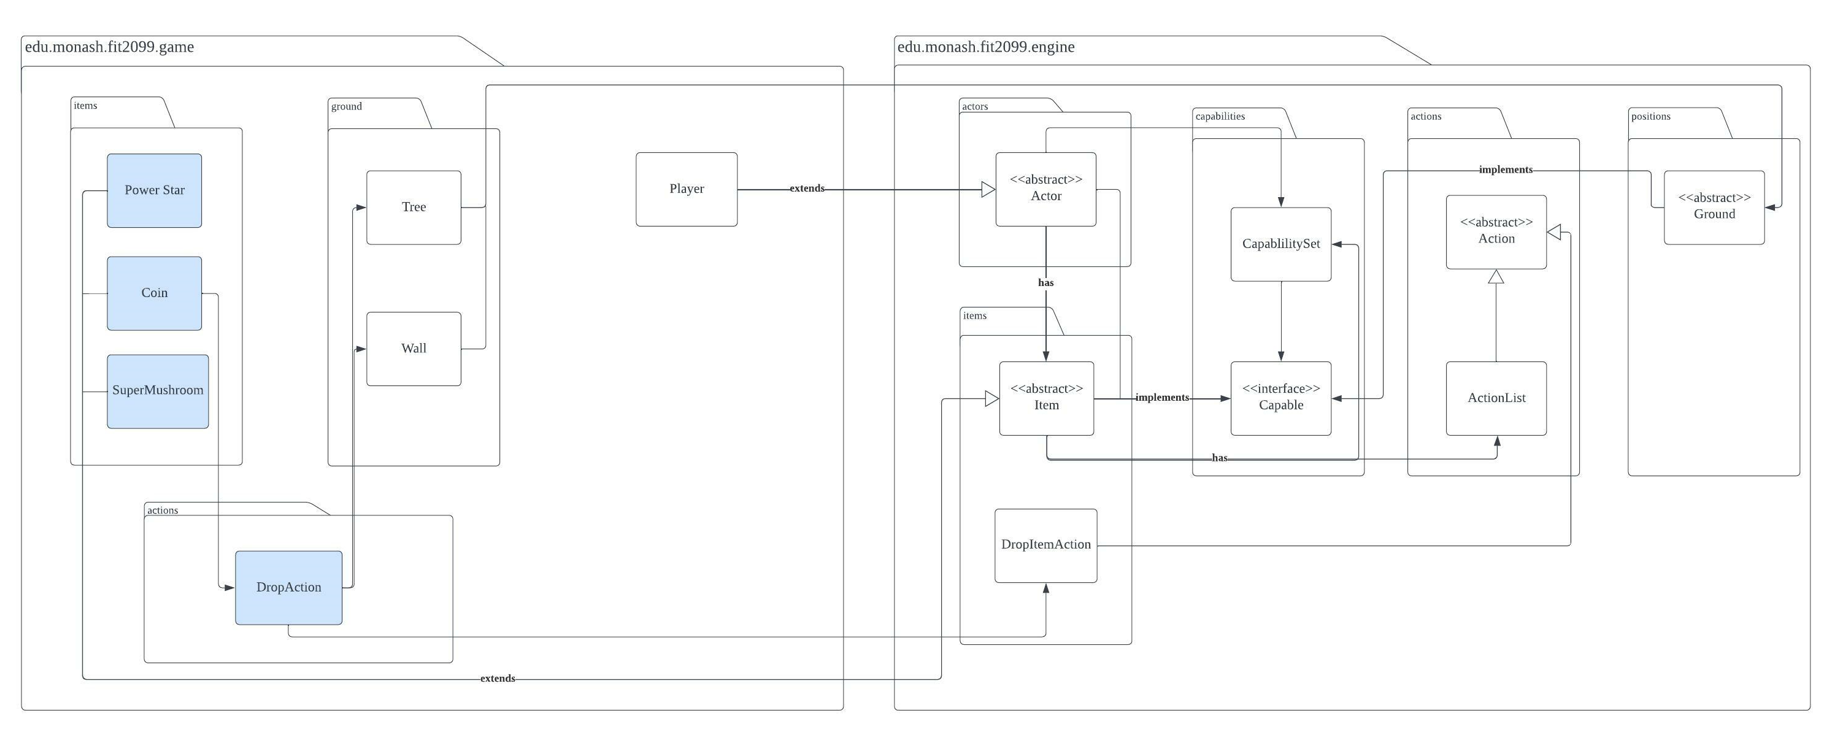 edu.monash.fit2099.game
edu.monash.fit2099.engine
items
ground
actors
capabilities
actions
positions
Power Star
Tree
Player
extends
<<abstract>>
Actor
implements
<<abstract>>
Ground
<<abstract>>
Action
CapablilitySet
Coin
has
items
Wall
SuperMushroom
<<abstract>>
Item
implements
<<interface>>
Capable
ActionList
has
actions
DropAction
DropItemAction
extends